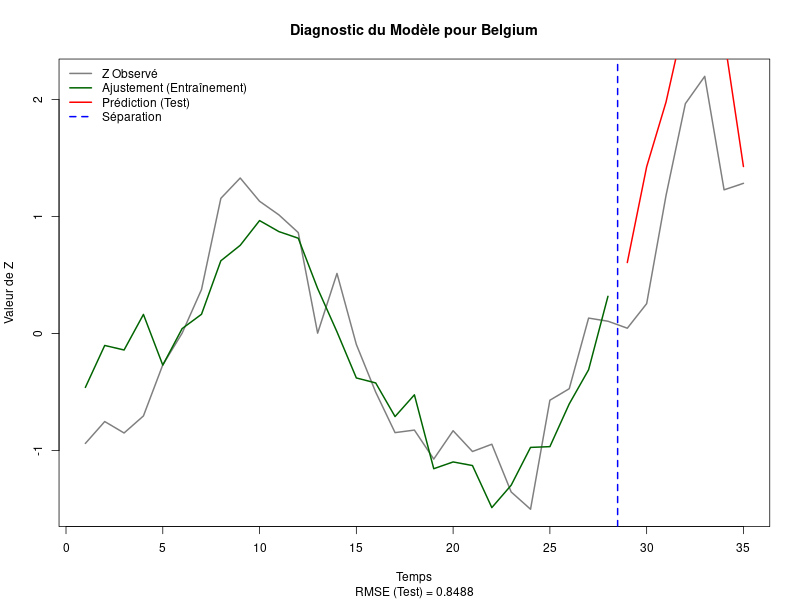 Diagnostic du Modèle pour Belgium
Z Observé
Ajustement (Entraînement)
Prédiction (Test)
Séparation
Valeur de Z
2
1
0
-1
0 5 10 15 20 25 30 35
Temps
RMSE (Test) = 0.8488